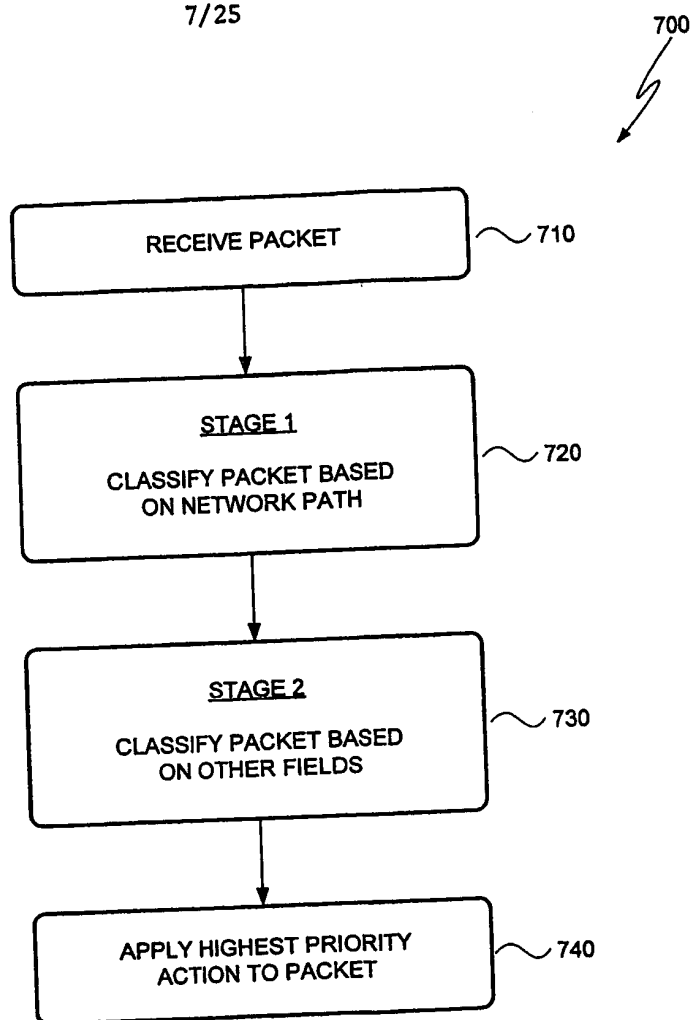 7/25
700
RECEIVE PACKET
710
STAGE 1
CLASSIFY PACKET BASED
ON NETWORK PATH
720
STAGE 2
CLASSIFY PACKET BASED
ON OTHER FIELDS
730
APPLY HIGHEST PRIORITY
ACTION TO PACKET
740